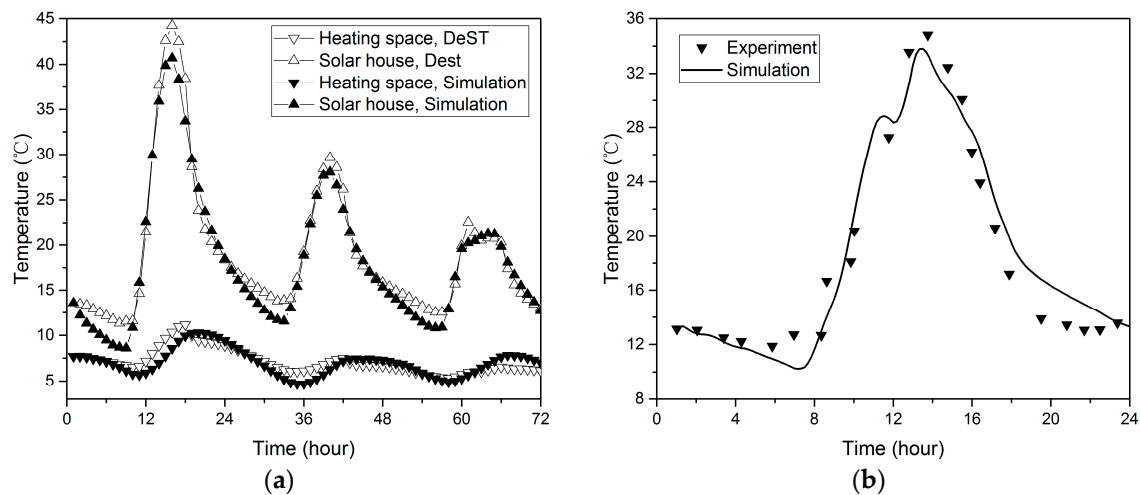 45
40
35
30
25
20
15
10
5
Temperature (℃)
Heating space, DeST
Solar house, Dest
Heating space, Simulation
Solar house, Simulation
0 12 24 36 48 60 72
Time (hour)
(a)
36
32
28
24
20
16
12
8
Temperature (℃)
Experiment
Simulation
0 4 8 12 16 20 24
Time (hour)
(b)